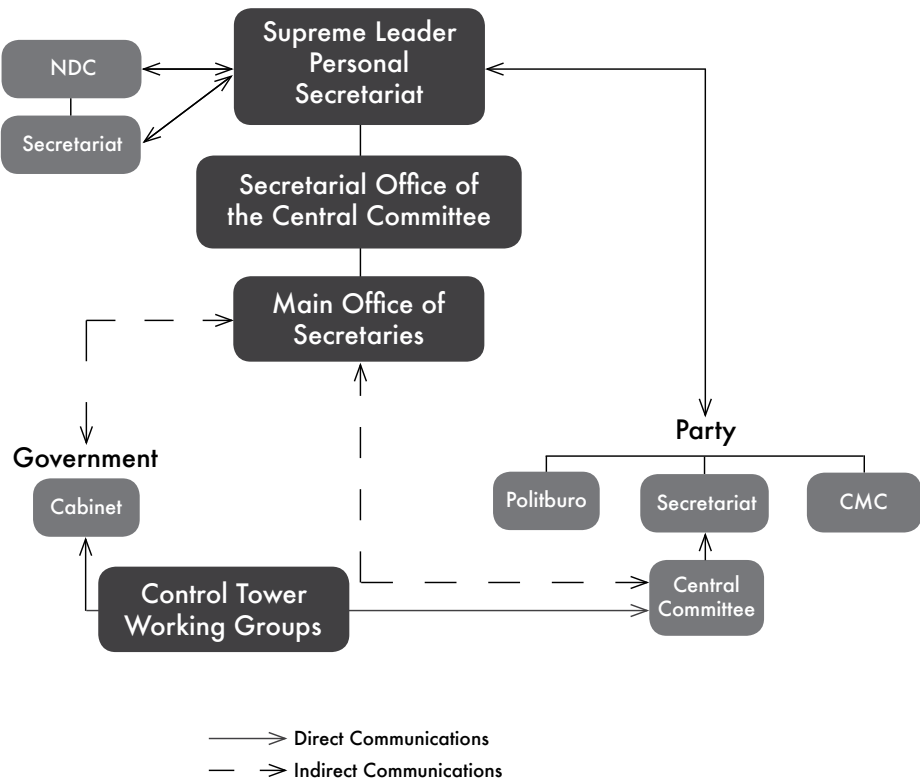 Supreme Leader
Personal
Secretariat
NDC
Secretariat
Secretarial Office of
the Central Committee
Main Office of
Secretaries
Party
Government
Politburo
Secretariat
CMC
Cabinet
Control Tower
Working Groups
Central
Committee
Direct Communications
Indirect Communications